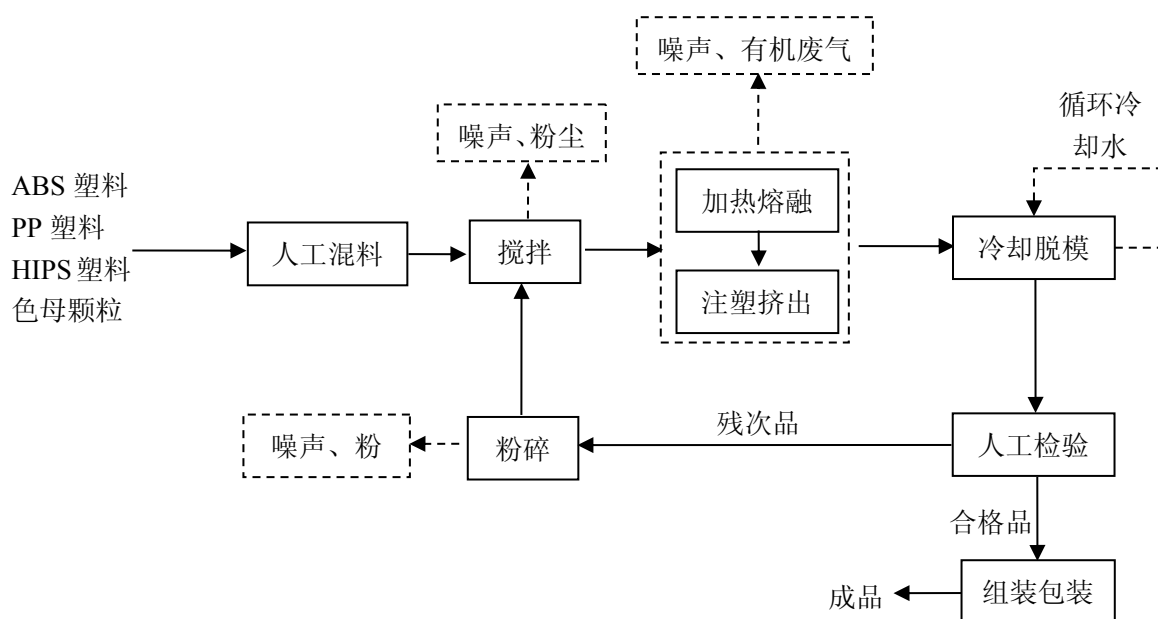 噪声、有机废气
循环冷
却水
噪声、粉尘
ABS 塑料
PP 塑料
HIPS 塑料
色母颗粒
人工混料
搅拌
加热熔融
注塑挤出
冷却脱模
噪声、粉
粉碎
残次品
人工检验
合格品
成品
组装包装